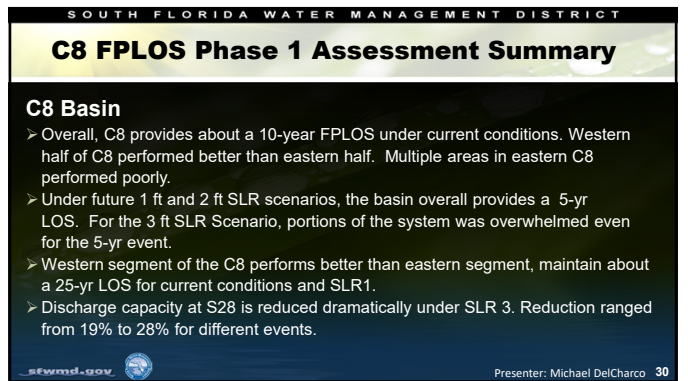 SOUTH FLORIDA WATER MANAGEMENT DISTRICT
C8 FPLOS Phase 1 Assessment Summary
C8 Basin
➢ Overall, C8 provides about a 10-year FPLOS under current conditions. Western
half of C8 performed better than eastern half. Multiple areas in eastern C8
performed poorly.
➢ Under future 1 ft and 2 ft SLR scenarios, the basin overall provides a 5-yr
LOS. For the 3 ft SLR Scenario, portions of the system was overwhelmed even
for the 5-yr event.
➢ Western segment of the C8 performs better than eastern segment, maintain about
a 25-yr LOS for current conditions and SLR1.
➢ Discharge capacity at S28 is reduced dramatically under SLR 3. Reduction ranged
from 19% to 28% for different events.
sfwmd.gov
Presenter: Michael DelCharco 30